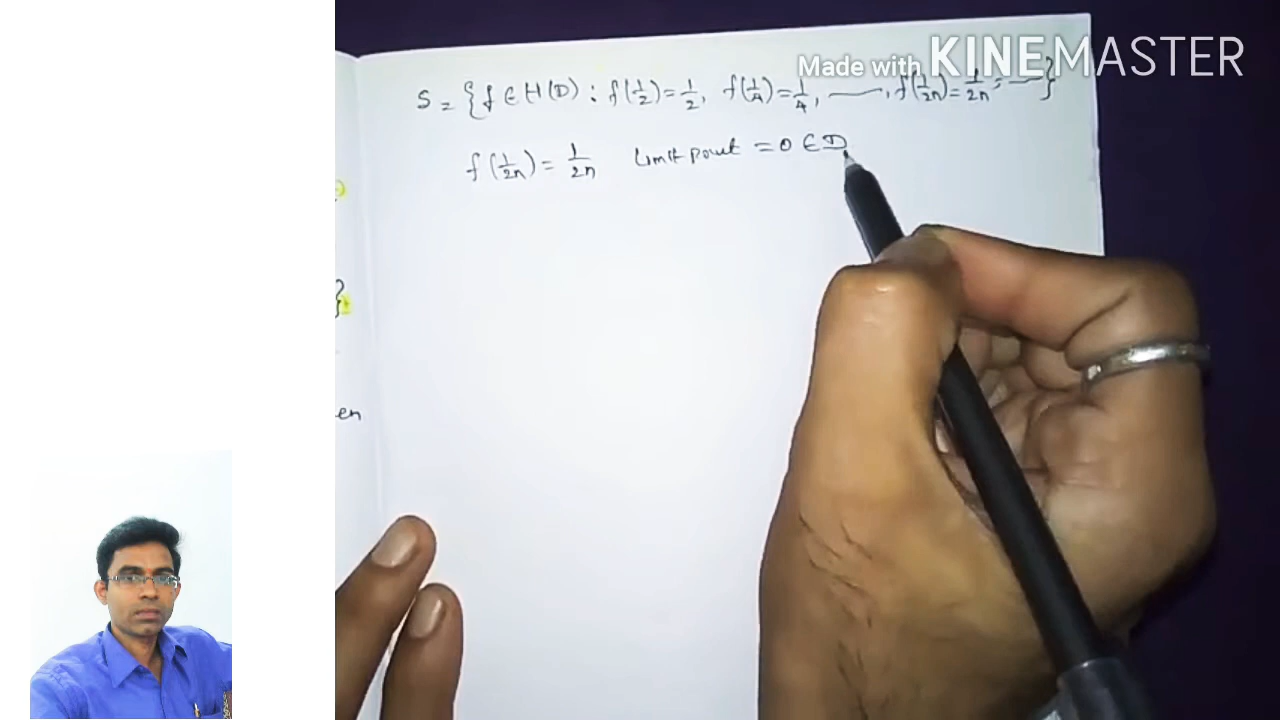 Made with KINEMASTER
S = {f ∈ H(D) : f(1/2) = 1/2, f(1/4) = 1/4, ——, f(1/2n) = 1/2n, ——}
f(1/2n) = 1/2n limit point = 0 ∈ D
}
en